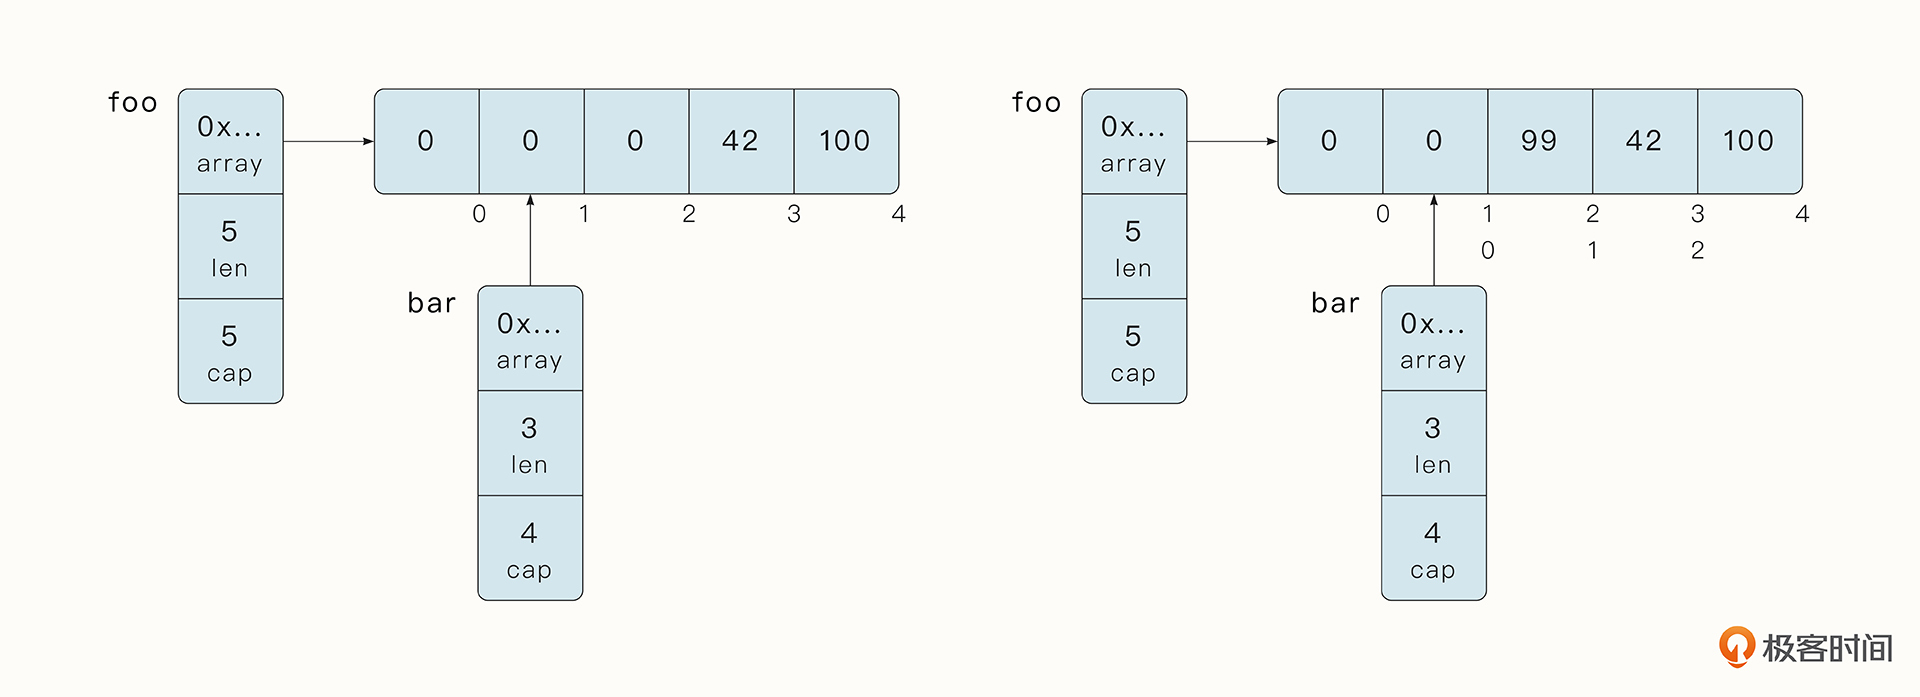 foo
0x...
array
5
len
5
cap
0 0 0 42 100
0 1 2 3 4
bar
0x...
array
3
len
4
cap
foo
0x...
array
5
len
5
cap
0 0 99 42 100
0 1 2 3 4
0 1 2
bar
0x...
array
3
len
4
cap
极客时间